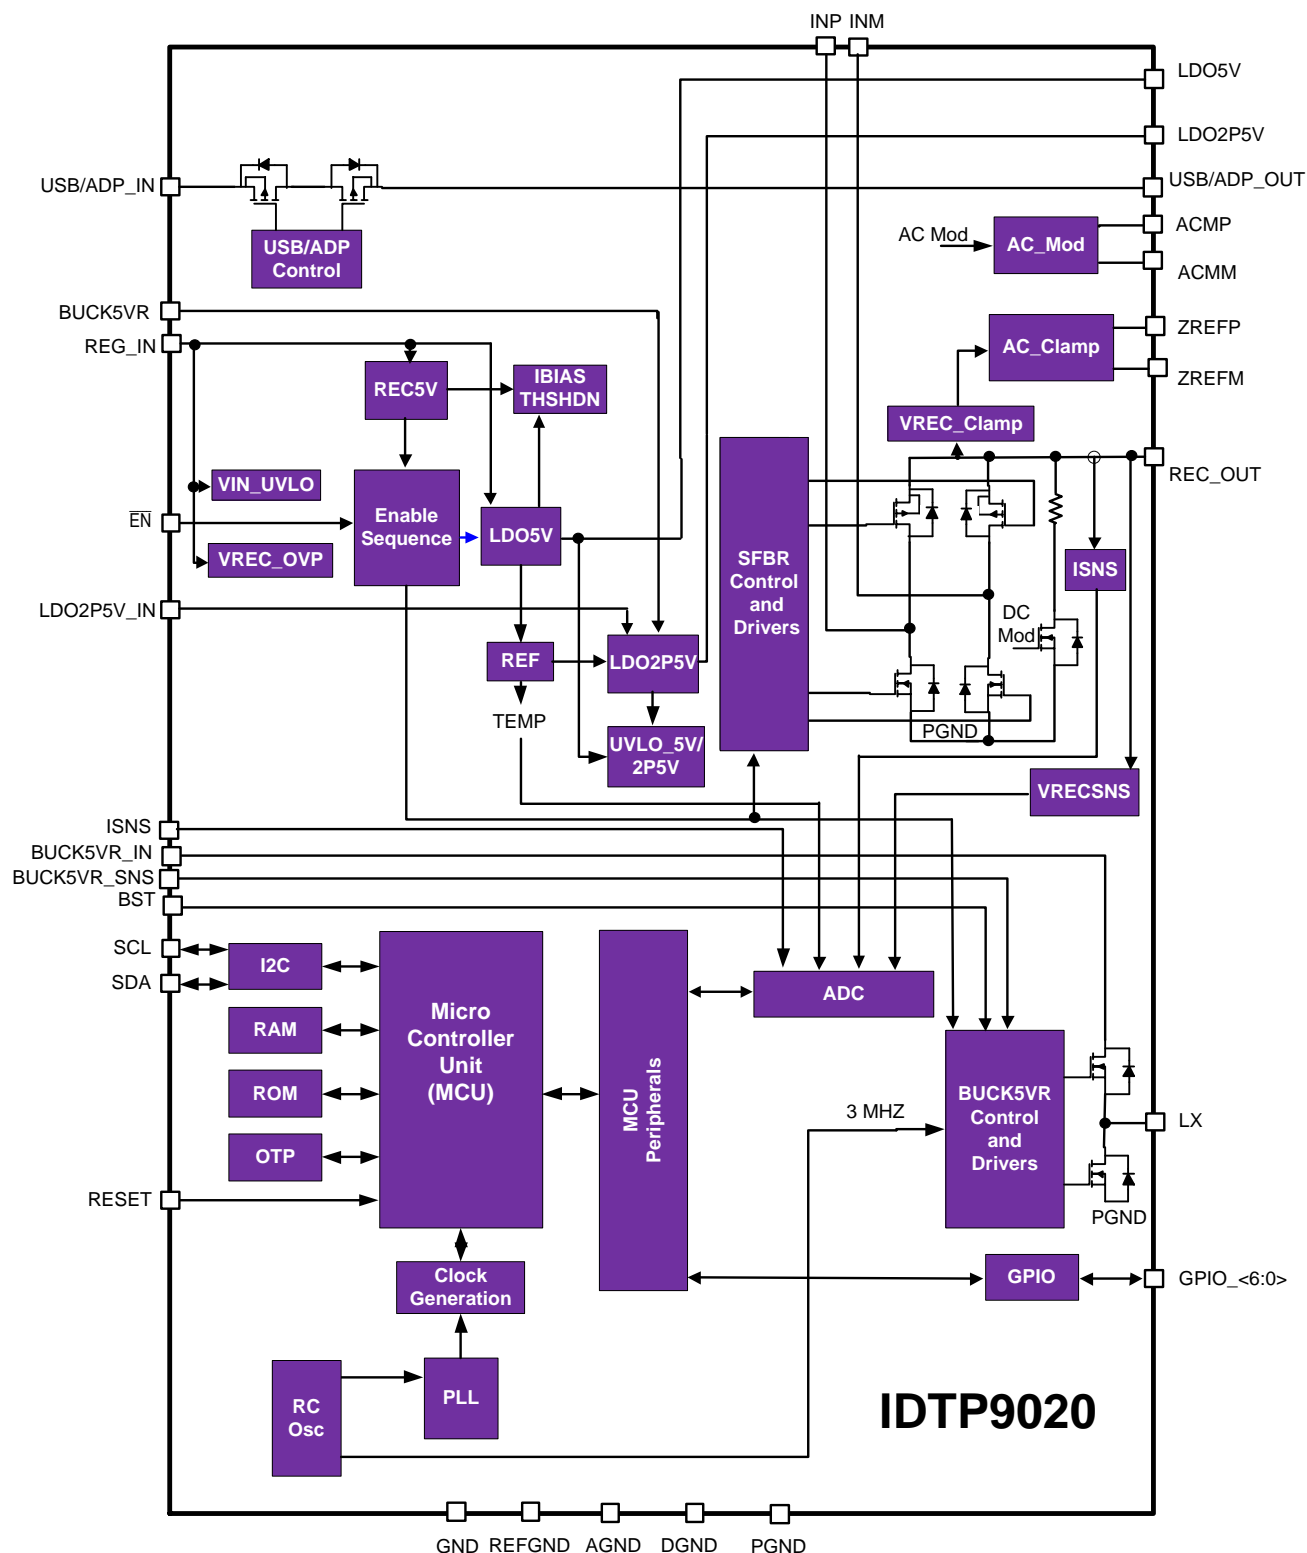 INP INM
LDO5V
LDO2P5V
USB/ADP_IN
USB/ADP_OUT
USB/ADP
Control
AC Mod
AC_Mod
ACMP
ACMM
BUCK5VR
REG_IN
AC_Clamp
ZREFP
ZREFM
REC5V
IBIAS
THSHDN
VREC_Clamp
REC_OUT
VIN_UVLO
EN
Enable
Sequence
LDO5V
VREC_OVP
SFBR
Control
and
Drivers
ISNS
LDO2P5V_IN
DC
Mod
REF
LDO2P5V
TEMP
PGND
UVLO_5V/
2P5V
VRECSNS
ISNS
BUCK5VR_IN
BUCK5VR_SNS
BST
SCL
SDA
I2C
RAM
ROM
OTP
RESET
Micro
Controller
Unit
(MCU)
MCU
Peripherals
ADC
3 MHZ
BUCK5VR
Control
and
Drivers
LX
PGND
Clock
Generation
GPIO
GPIO_<6:0>
PLL
RC
Osc
IDTP9020
GND REFGND AGND DGND PGND